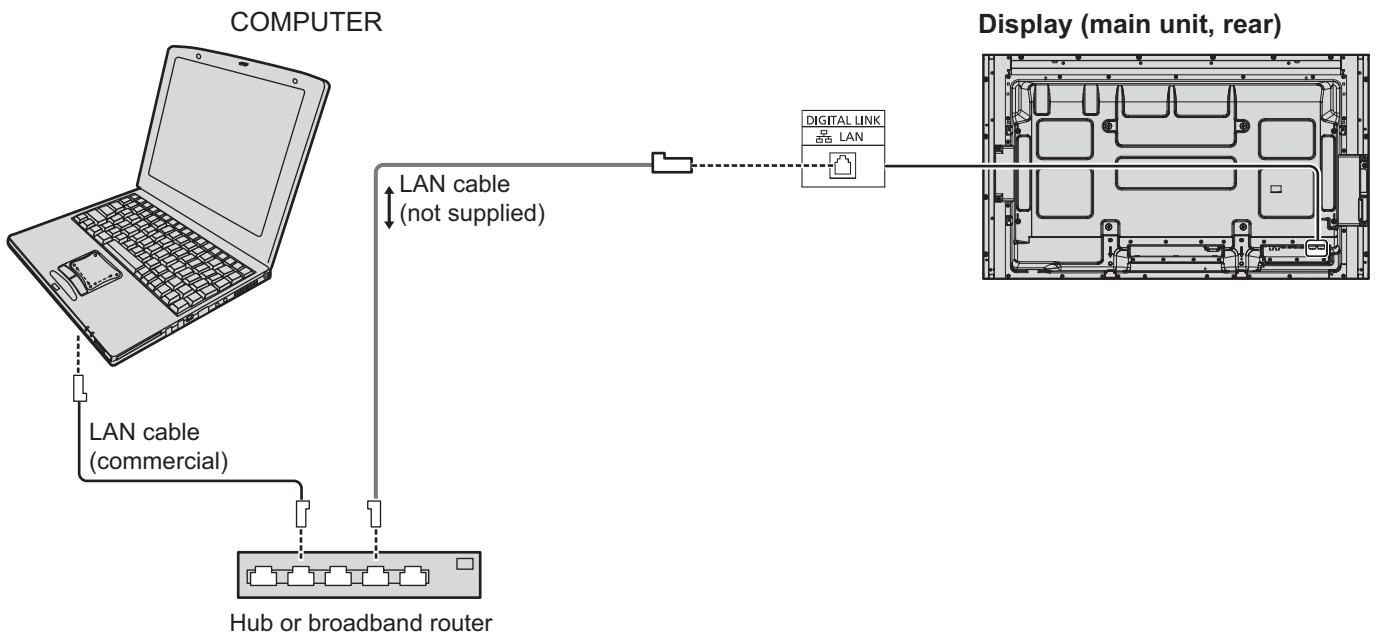 COMPUTER
Display (main unit, rear)
DIGITAL LINK
LAN
LAN cable
(not supplied)
LAN cable
(commercial)
Hub or broadband router